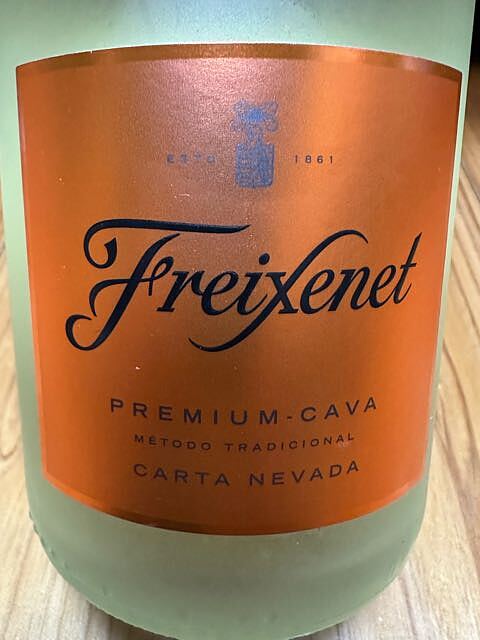 ESTD 1861
Freixenet
PREMIUM-CAVA
MÉTODO TRADICIONAL
CARTA NEVADA